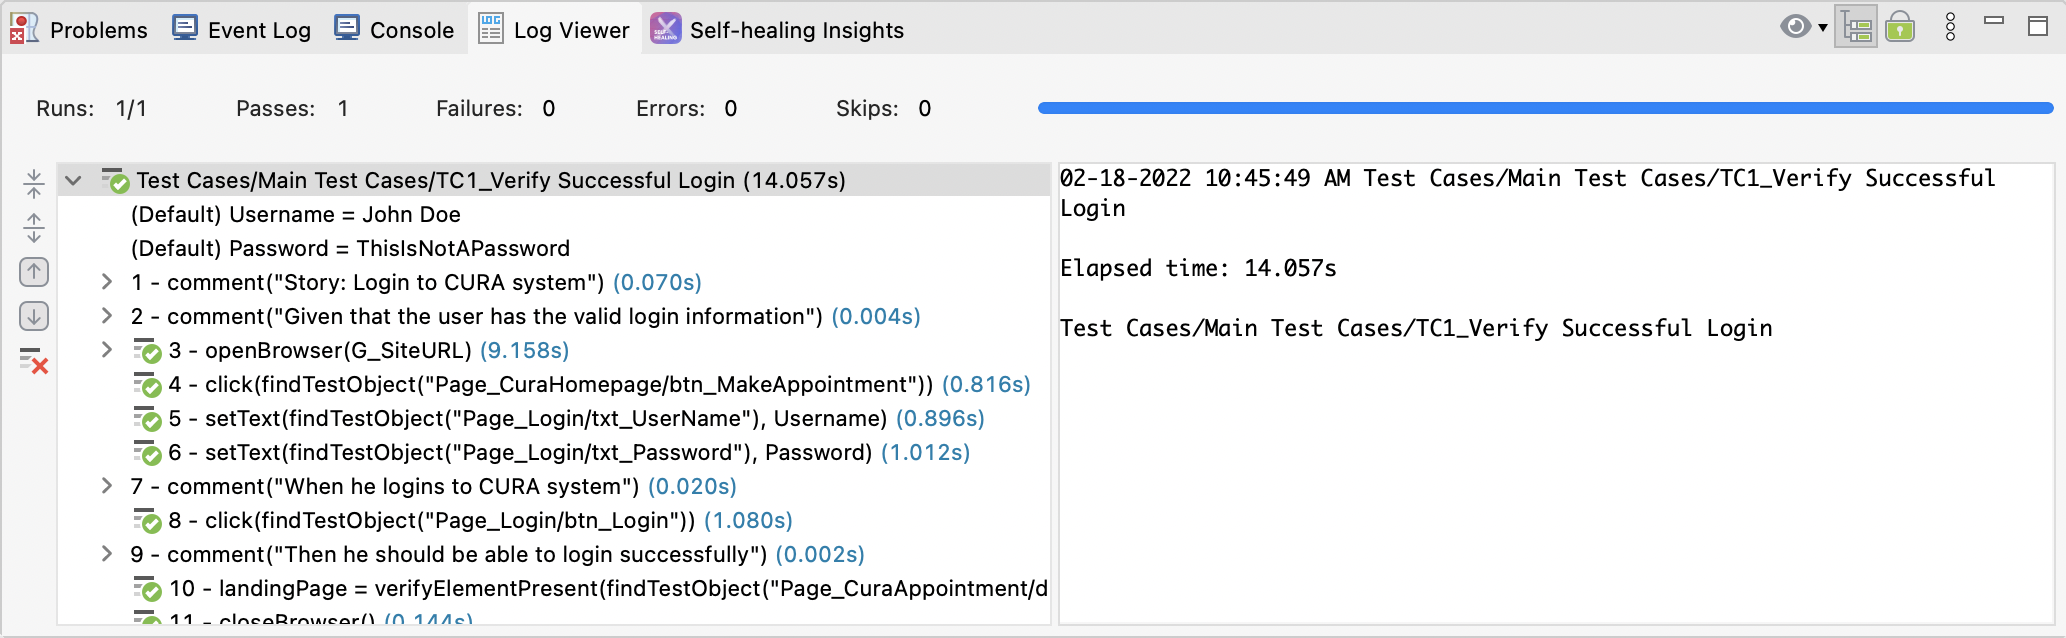 Problems Event Log Console Log Viewer Self-healing Insights
Runs: 1/1 Passes: 1 Failures: 0 Errors: 0 Skips: 0
Test Cases/Main Test Cases/TC1_Verify Successful Login (14.057s)
(Default) Username = John Doe
(Default) Password = ThisIsNotAPassword
1 - comment("Story: Login to CURA system") (0.070s)
2 - comment("Given that the user has the valid login information") (0.004s)
3 - openBrowser(G_SiteURL) (9.158s)
4 - click(findTestObject("Page_CuraHomepage/btn_MakeAppointment")) (0.816s)
5 - setText(findTestObject("Page_Login/txt_UserName"), Username) (0.896s)
6 - setText(findTestObject("Page_Login/txt_Password"), Password) (1.012s)
7 - comment("When he logins to CURA system") (0.020s)
8 - click(findTestObject("Page_Login/btn_Login")) (1.080s)
9 - comment("Then he should be able to login successfully") (0.002s)
10 - landingPage = verifyElementPresent(findTestObject("Page_CuraAppointment/d
11 - closeBrowser() (0.144s)
02-18-2022 10:45:49 AM Test Cases/Main Test Cases/TC1_Verify Successful
Login
Elapsed time: 14.057s
Test Cases/Main Test Cases/TC1_Verify Successful Login